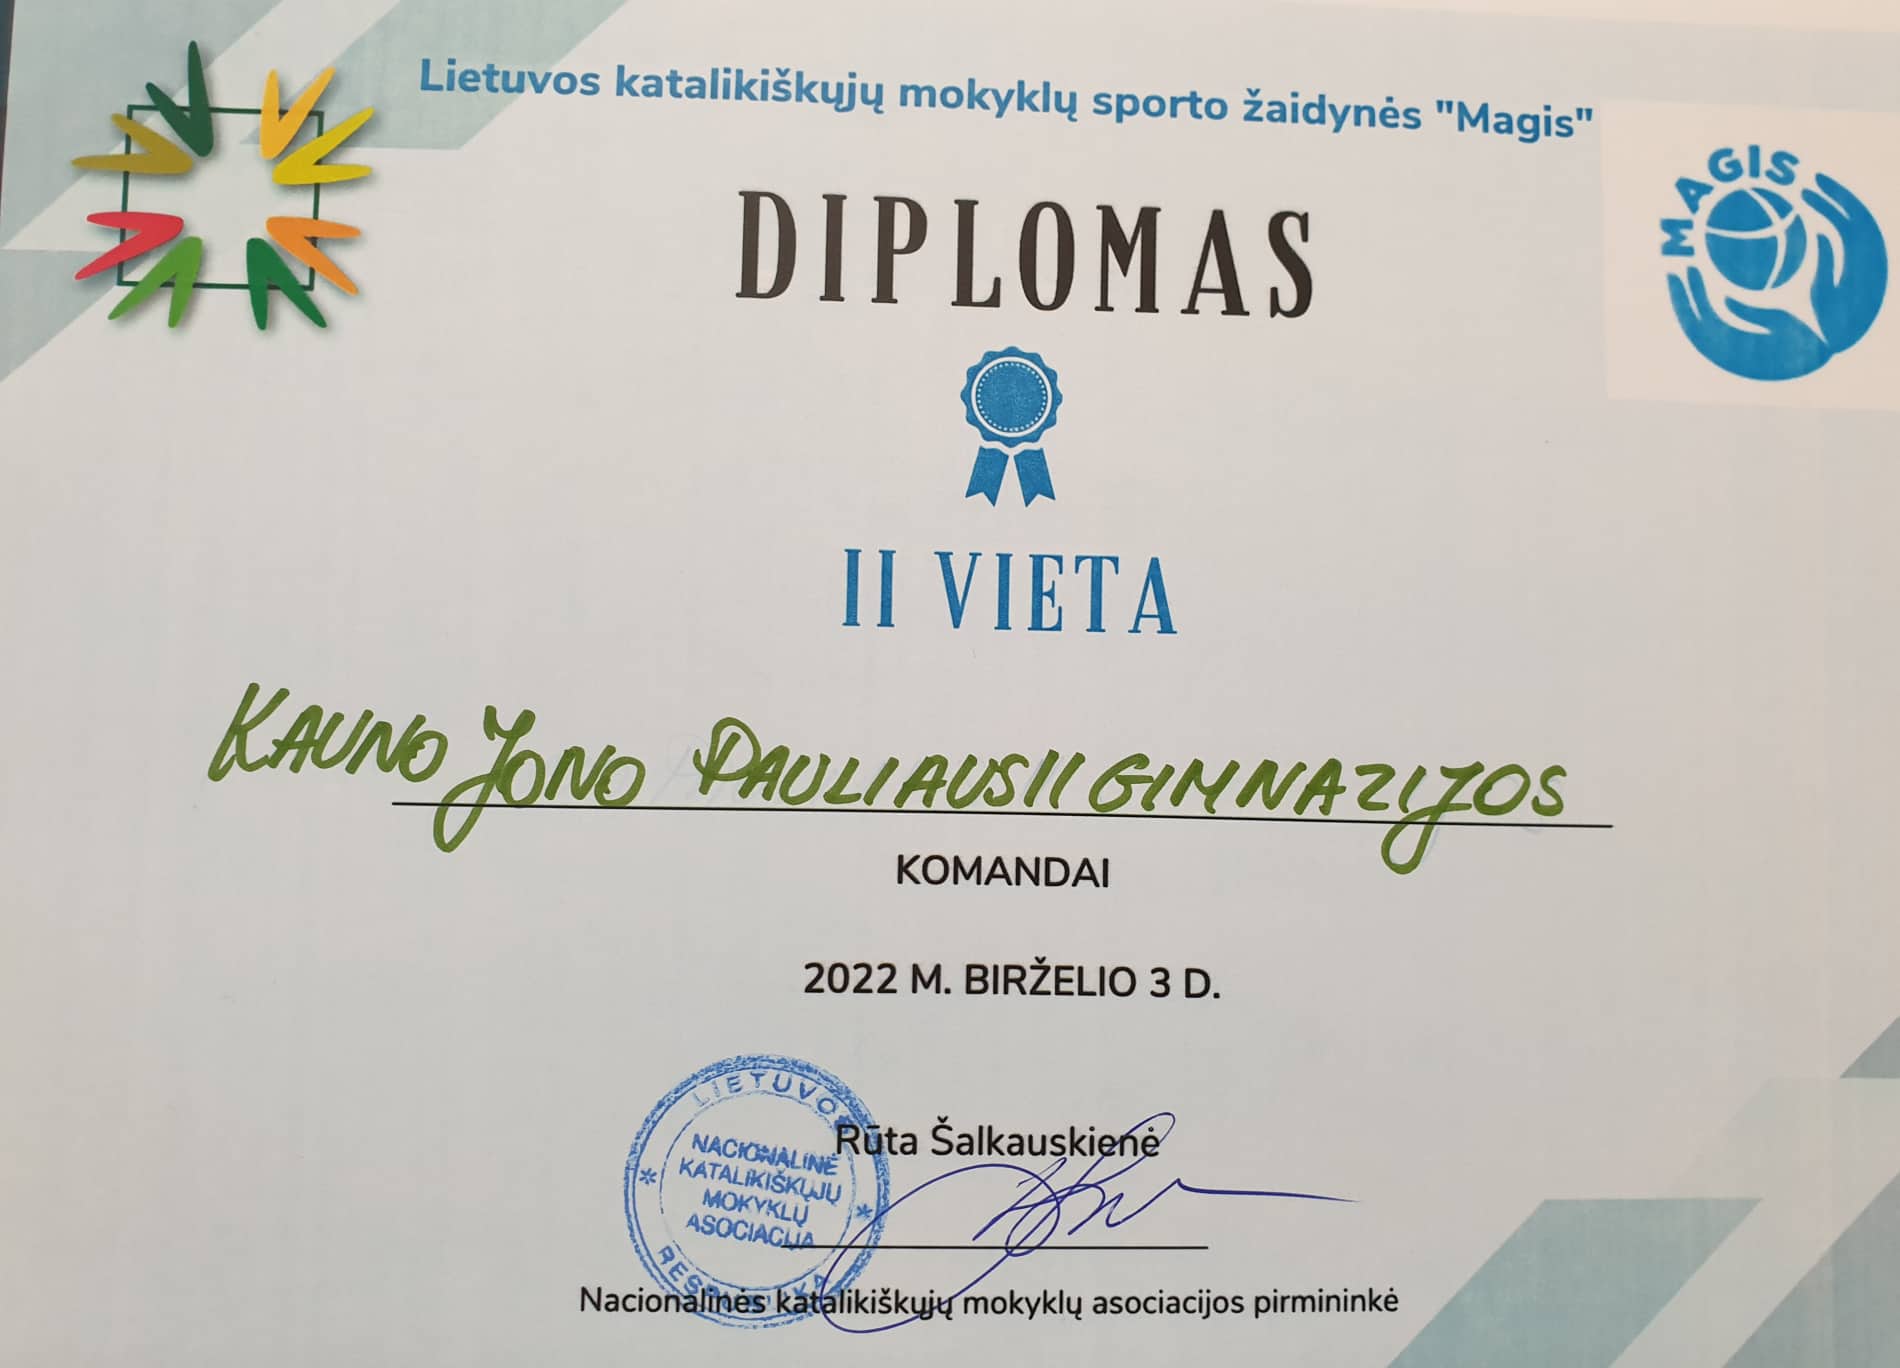 Lietuvos katalikiškųjų mokyklų sporto žaidynės "Magis"
MAGIS
DIPLOMAS
II VIETA
KAUNO JONO PAULIAUS II GIMNAZIJOS
KOMANDAI
2022 M. BIRŽELIO 3 D.
LIETUVOS
NACIONALINĖ
KATALIKIŠKŲJŲ
MOKYKLŲ
ASOCIACIJA
RESPUBLIKA
Rūta Šalkauskienė
Nacionalinės katalikiškųjų mokyklų asociacijos pirmininkė